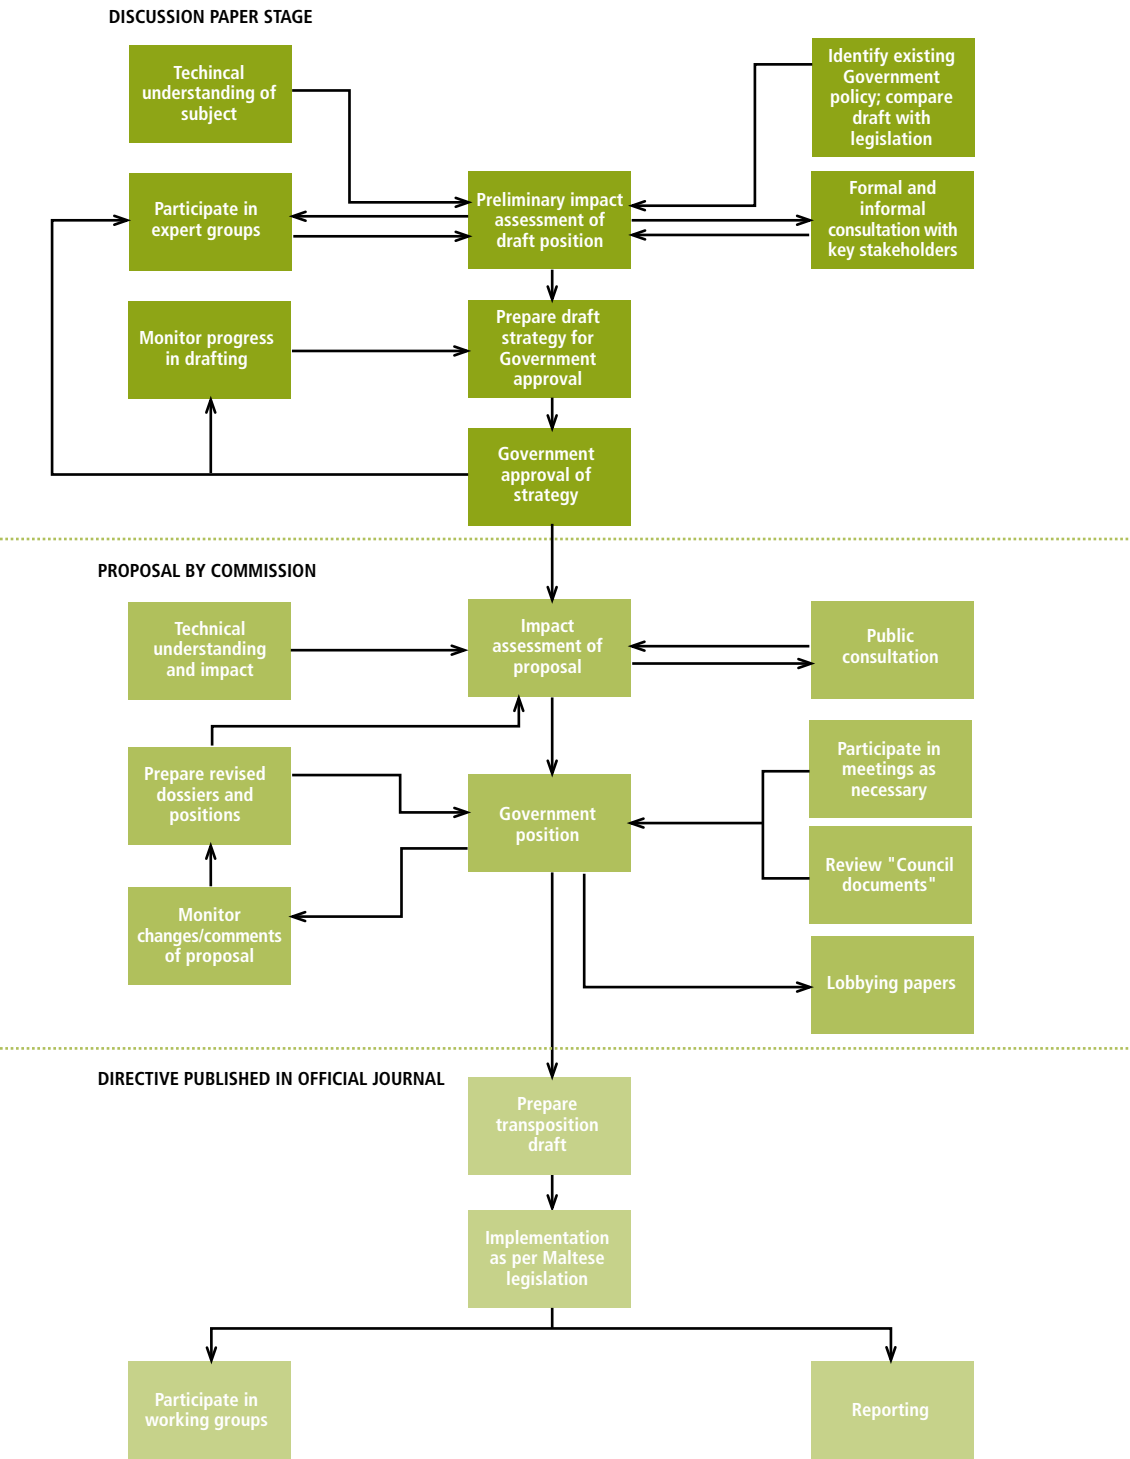 DISCUSSION PAPER STAGE
Techincal
understanding of
subject
Identify existing
Government
policy; compare
draft with
legislation
Participate in
expert groups
Preliminary impact
assessment of
draft position
Formal and
informal
consultation with
key stakeholders
Monitor progress
in drafting
Prepare draft
strategy for
Government
approval
Government
approval of
strategy
PROPOSAL BY COMMISSION
Technical
understanding
and impact
Impact
assessment of
proposal
Public
consultation
Prepare revised
dossiers and
positions
Government
position
Participate in
meetings as
necessary
Review "Council
documents"
Monitor
changes/comments
of proposal
Lobbying papers
DIRECTIVE PUBLISHED IN OFFICIAL JOURNAL
Prepare
transposition
draft
Implementation
as per Maltese
legislation
Participate in
working groups
Reporting